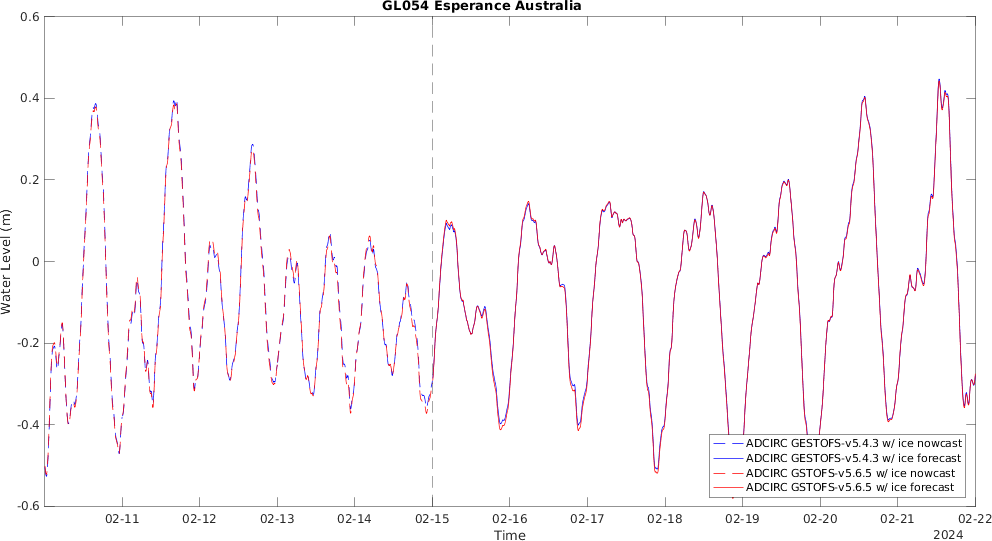 GL054 Esperance Australia
Water Level (m)
0.6
0.4
0.2
0
-0.2
-0.4
-0.6
ADCIRC GESTOFS-v5.4.3 w/ ice nowcast
ADCIRC GESTOFS-v5.4.3 w/ ice forecast
ADCIRC GSTOFS-v5.6.5 w/ ice nowcast
ADCIRC GSTOFS-v5.6.5 w/ ice forecast
02-11 02-12 02-13 02-14 02-15 02-16 02-17 02-18 02-19 02-20 02-21 02-22
Time
2024